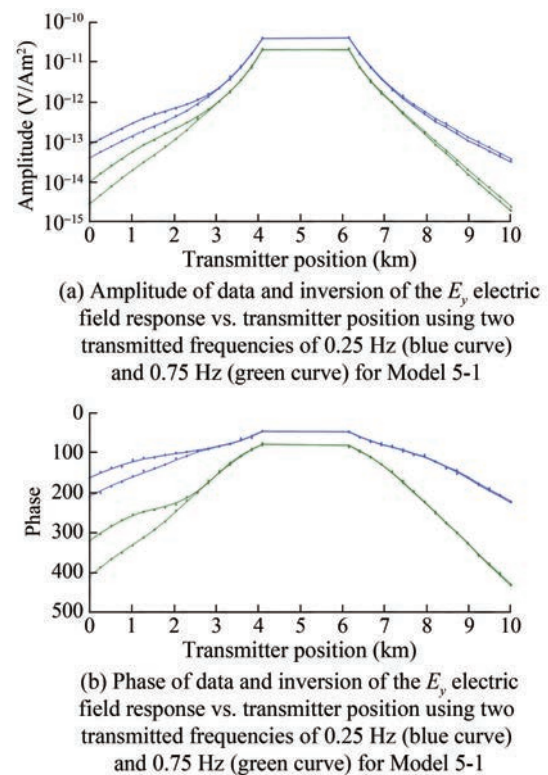 10⁻¹⁰
10⁻¹¹
10⁻¹²
10⁻¹³
10⁻¹⁴
10⁻¹⁵
Amplitude (V/Am²)
0 1 2 3 4 5 6 7 8 9 10
Transmitter position (km)
(a) Amplitude of data and inversion of the Eᵧ electric
field response vs. transmitter position using two
transmitted frequencies of 0.25 Hz (blue curve)
and 0.75 Hz (green curve) for Model 5-1
0
100
200
300
400
500
Phase
0 1 2 3 4 5 6 7 8 9 10
Transmitter position (km)
(b) Phase of data and inversion of the Eᵧ electric
field response vs. transmitter position using two
transmitted frequencies of 0.25 Hz (blue curve)
and 0.75 Hz (green curve) for Model 5-1